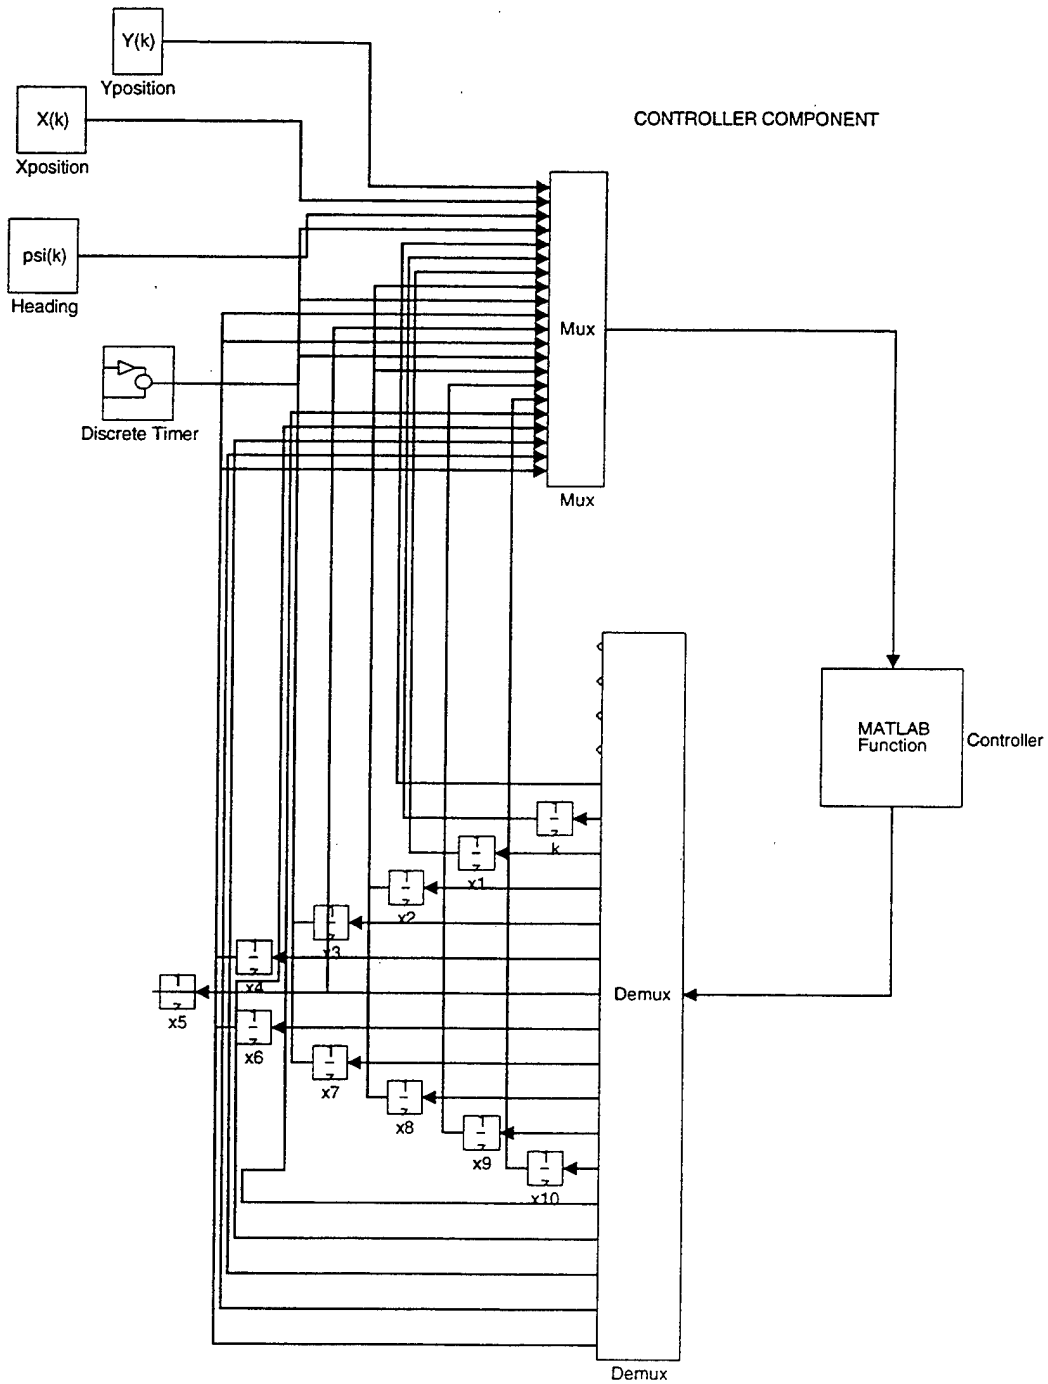 Y(k)
Yposition
X(k)
Xposition
CONTROLLER COMPONENT
psi(k)
Heading
Discrete Timer
Mux
Mux
MATLAB
Function
Controller
k
x1
x2
x3
x4
x5
x6
x7
x8
x9
x10
Demux
Demux